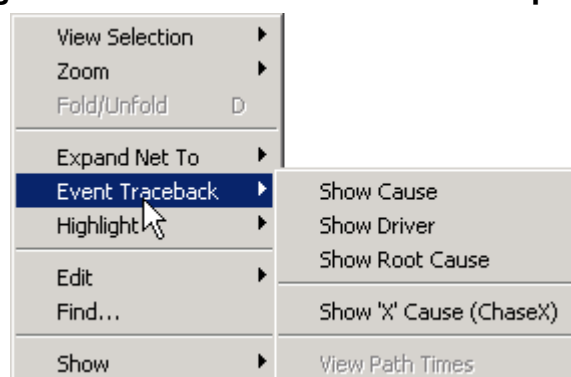 View Selection
Zoom
Fold/Unfold D
Expand Net To
Event Traceback
Highlight
Edit
Find...
Show
Show Cause
Show Driver
Show Root Cause
Show 'X' Cause (ChaseX)
View Path Times